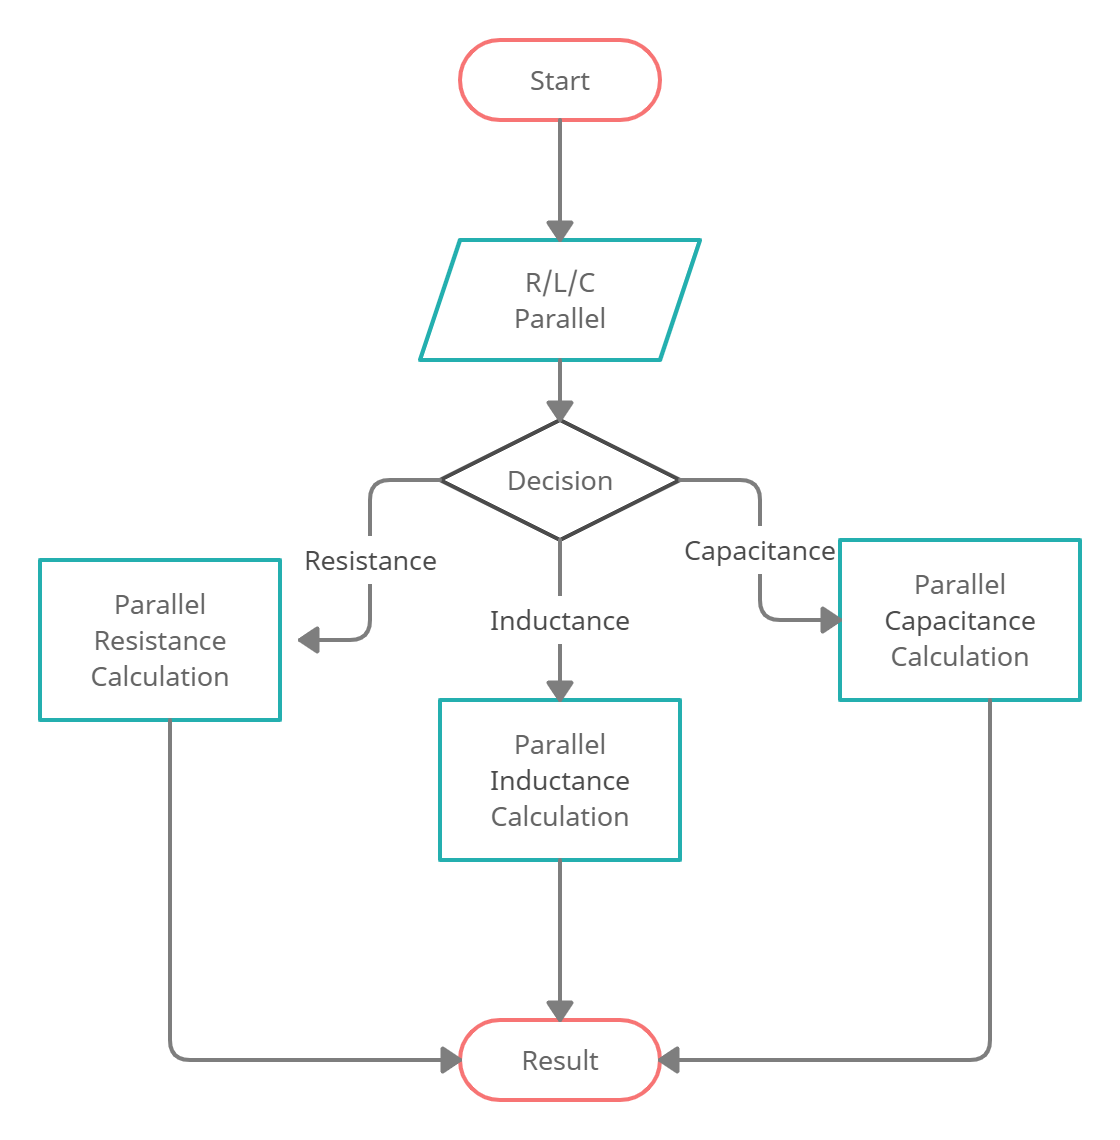 Start
R/L/C
Parallel
Decision
Resistance
Inductance
Capacitance
Parallel
Resistance
Calculation
Parallel
Inductance
Calculation
Parallel
Capacitance
Calculation
Result